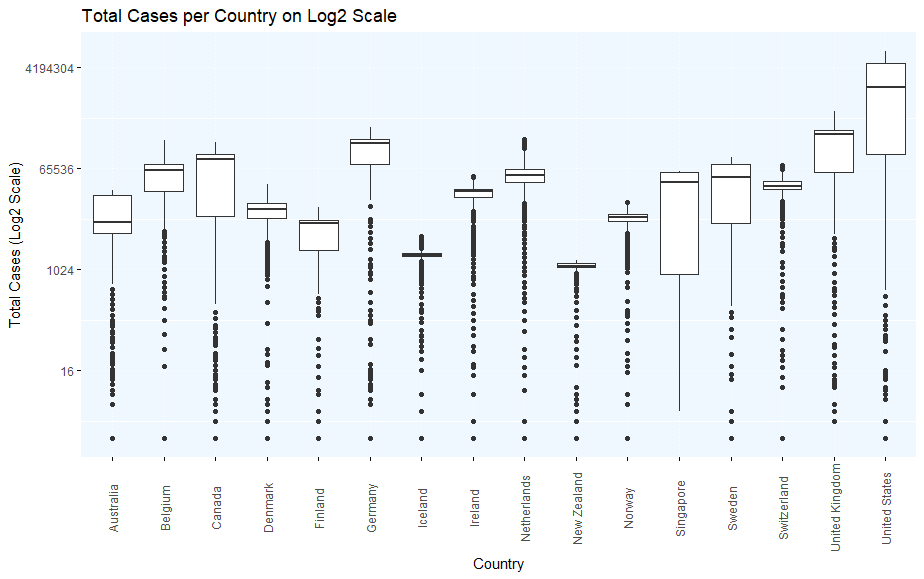 Total Cases per Country on Log2 Scale
Total Cases (Log2 Scale)
4194304
65536
1024
16
Australia
Belgium
Canada
Denmark
Finland
Germany
Iceland
Ireland
Netherlands
New Zealand
Norway
Singapore
Sweden
Switzerland
United Kingdom
United States
Country